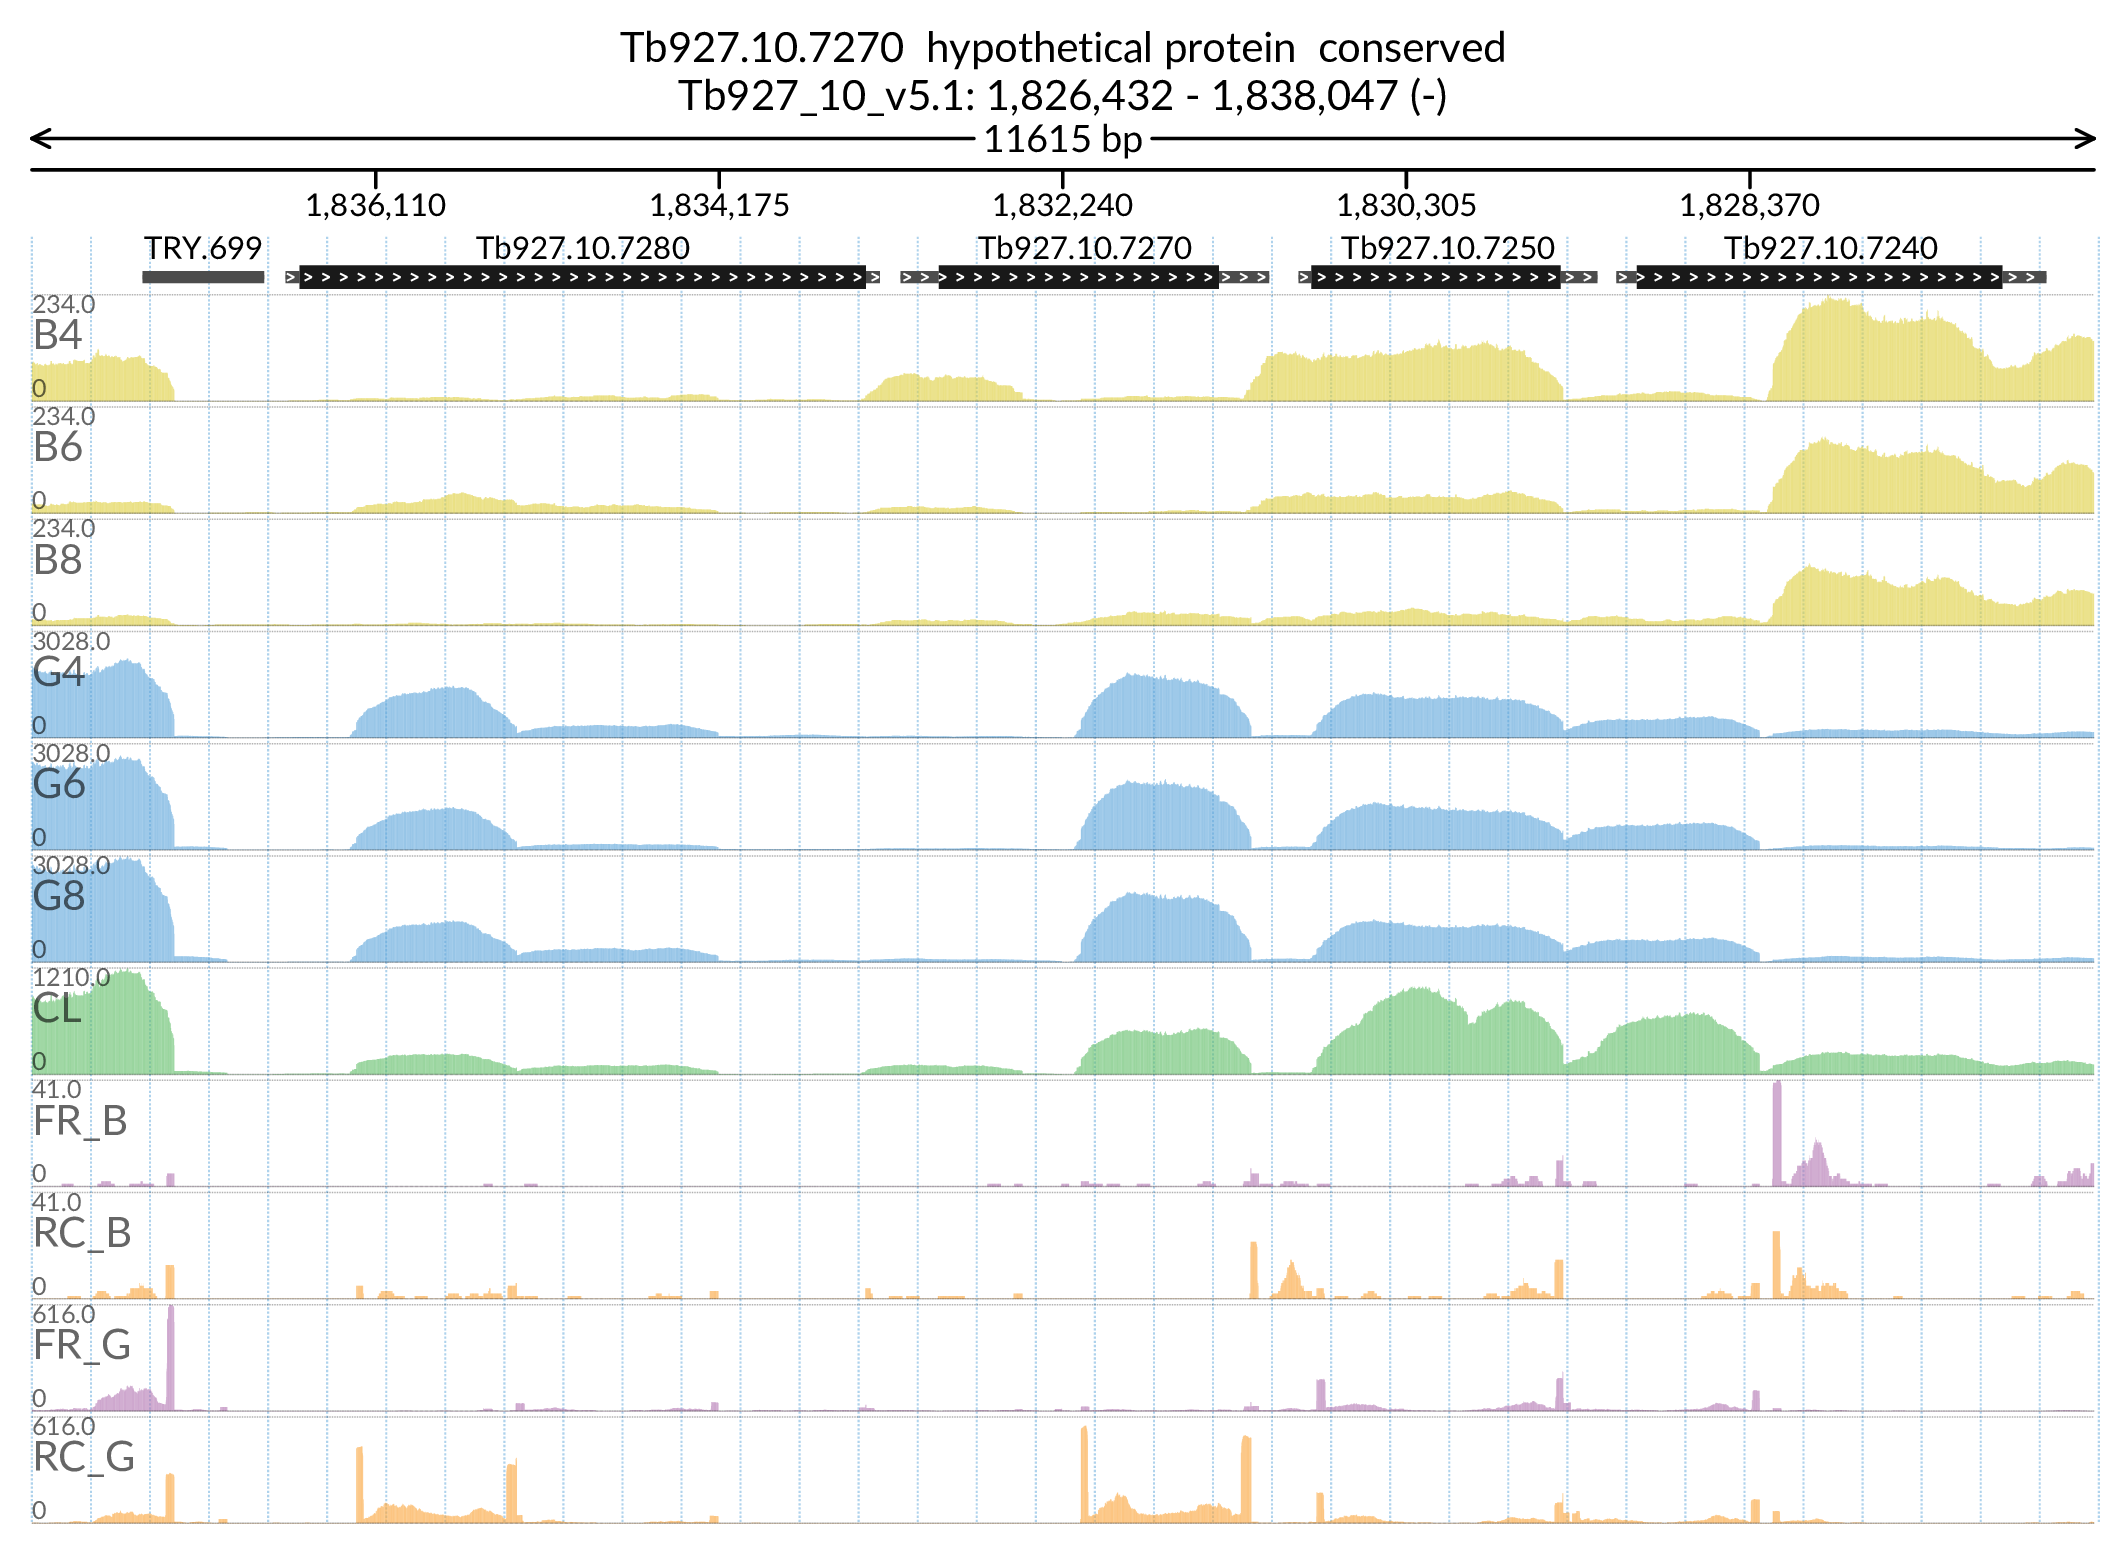 Tb927.10.7270 hypothetical protein conserved
Tb927_10_v5.1: 1,826,432 - 1,838,047 (-)
11615 bp
1,836,110 1,834,175 1,832,240 1,830,305 1,828,370
TRY.699 Tb927.10.7280 Tb927.10.7270 Tb927.10.7250 Tb927.10.7240
234.0
B4
0
234.0
B6
0
234.0
B8
0
3028.0
G4
0
3028.0
G6
0
3028.0
G8
0
1210.0
CL
0
41.0
FR_B
0
41.0
RC_B
0
616.0
FR_G
0
616.0
RC_G
0